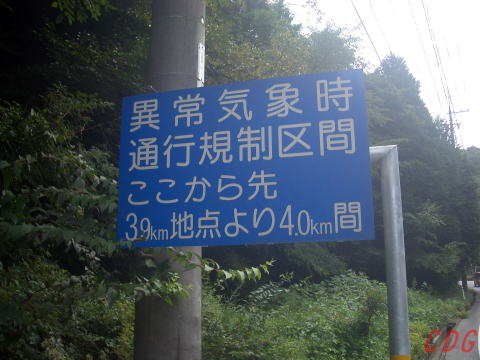 異常気象時
通行規制区間
ここから先
3.9km地点より4.0km間
CDG